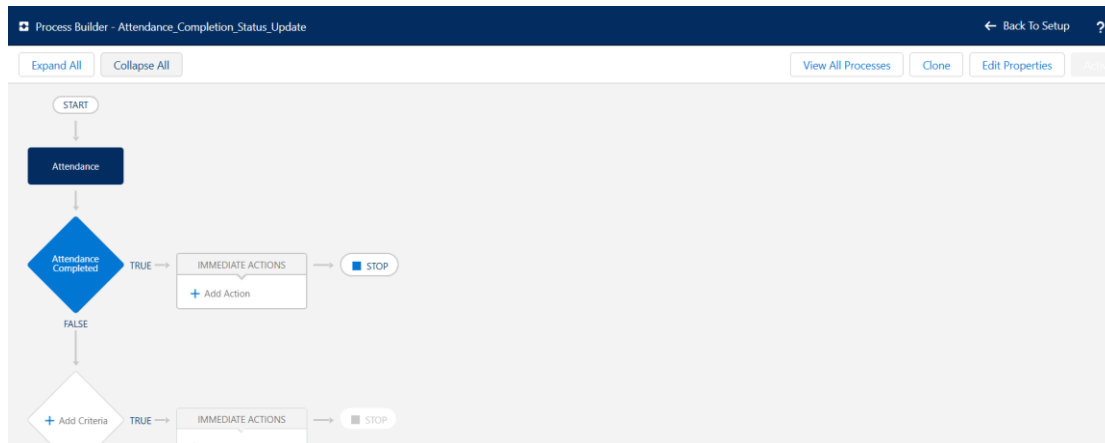 Process Builder - Attendance_Completion_Status_Update
← Back To Setup
?
Expand All
Collapse All
View All Processes
Clone
Edit Properties
START
Attendance
Attendance
Completed
TRUE
IMMEDIATE ACTIONS
STOP
+ Add Action
FALSE
+ Add Criteria
TRUE
IMMEDIATE ACTIONS
STOP